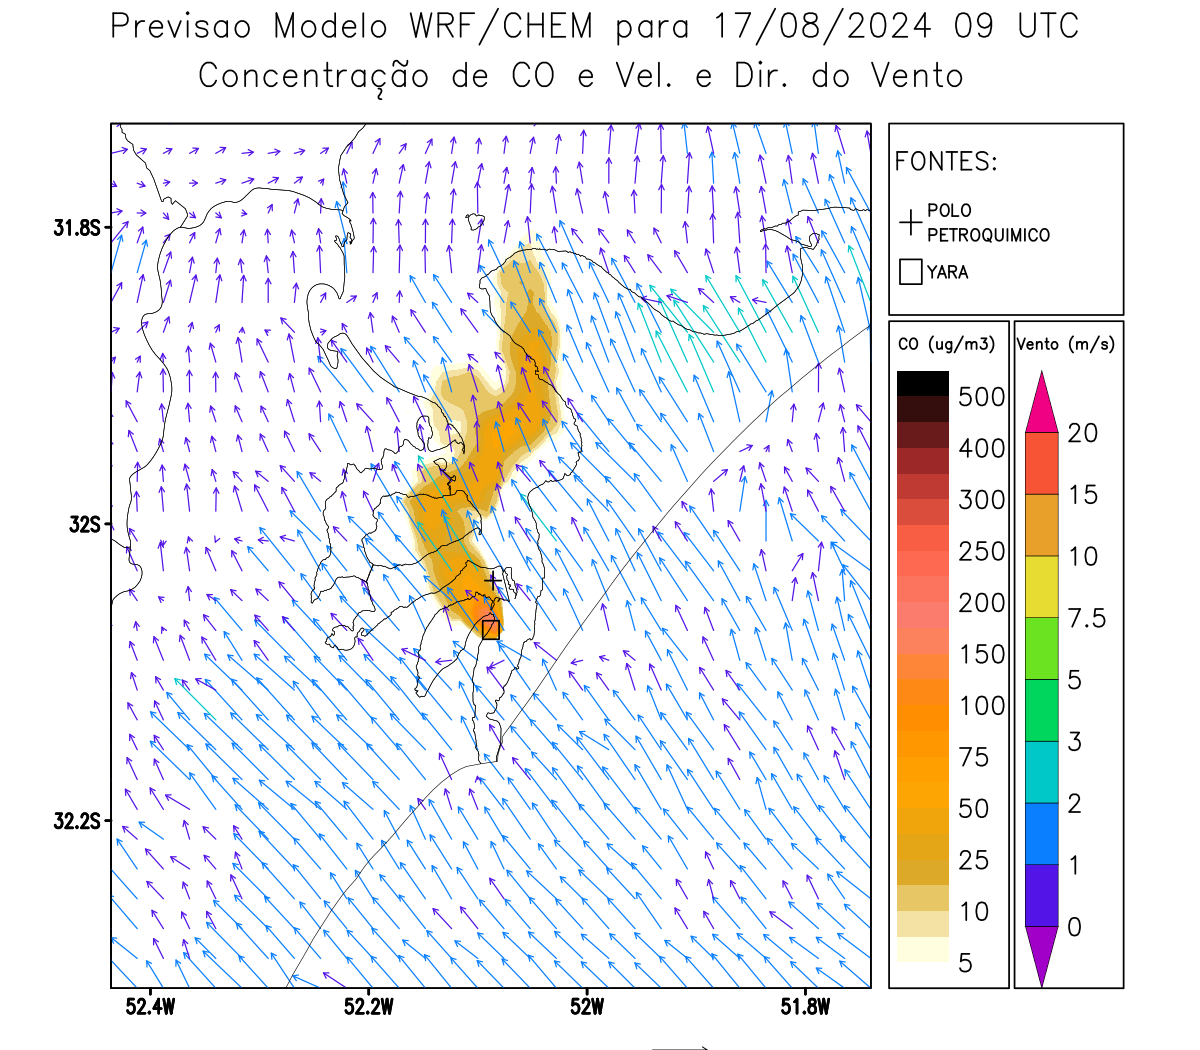 Previsao Modelo WRF/CHEM para 17/08/2024 09 UTC
Concentração de CO e Vel. e Dir. do Vento
FONTES:
POLO
PETROQUIMICO
YARA
CO (ug/m3)
500
400
300
250
200
150
100
75
50
25
10
5
Vento (m/s)
20
15
10
7.5
5
3
2
1
0
31.8S
32S
32.2S
52.4W
52.2W
52W
51.8W